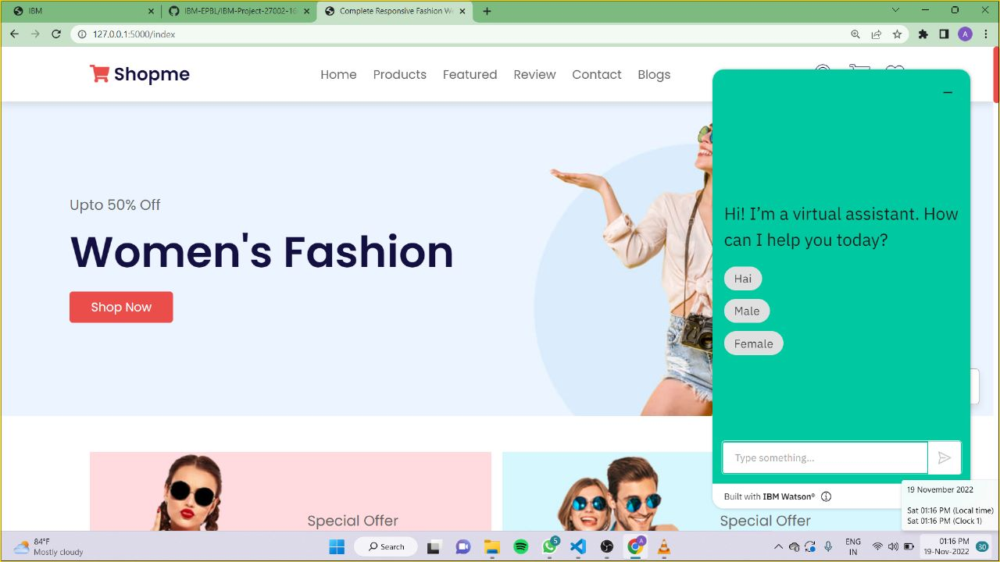 IBM
IBM-EPBL/IBM-Project-27002-16
Complete Responsive Fashion We
127.0.0.1:5000/index
A
Shopme
Home Products Featured Review Contact Blogs
Upto 50% Off
Women's Fashion
Shop Now
Hi! I'm a virtual assistant. How
can I help you today?
Hai
Male
Female
Type something...
Built with IBM Watson®
Special Offer
Special Offer
19 November 2022
Sat 01:16 PM (Local time)
Sat 01:16 PM (Clock 1)
84°F
Mostly cloudy
Search
5
A
ENG
IN
01:16 PM
19-Nov-2022
30